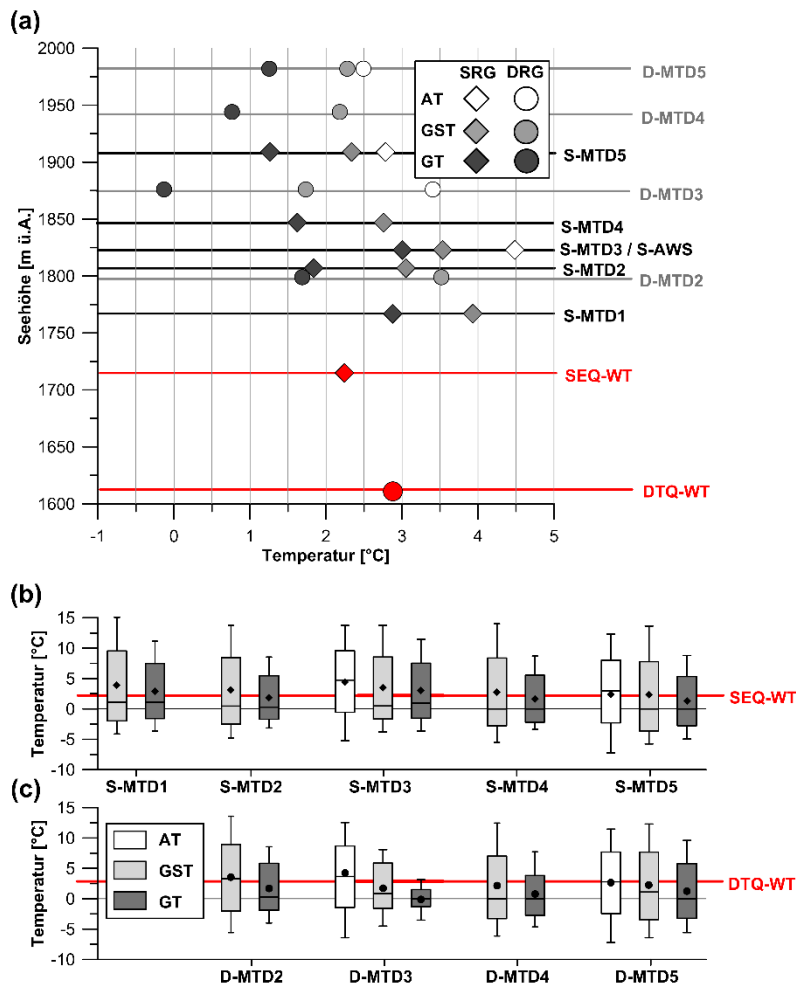 (a)
2000
1950
1900
1850
1800
1750
1700
1650
1600
Seehöhe [m ü.A.]
SRG DRG
AT
GST
GT
D-MTD5
D-MTD4
S-MTD5
D-MTD3
S-MTD4
S-MTD3 / S-AWS
S-MTD2
D-MTD2
S-MTD1
SEQ-WT
DTQ-WT
-1 0 1 2 3 4 5
Temperatur [°C]
(b)
Temperatur [°C]
15
10
5
0
-5
-10
SEQ-WT
S-MTD1 S-MTD2 S-MTD3 S-MTD4 S-MTD5
(c)
Temperatur [°C]
15
10
5
0
-5
-10
AT
GST
GT
DTQ-WT
D-MTD2 D-MTD3 D-MTD4 D-MTD5